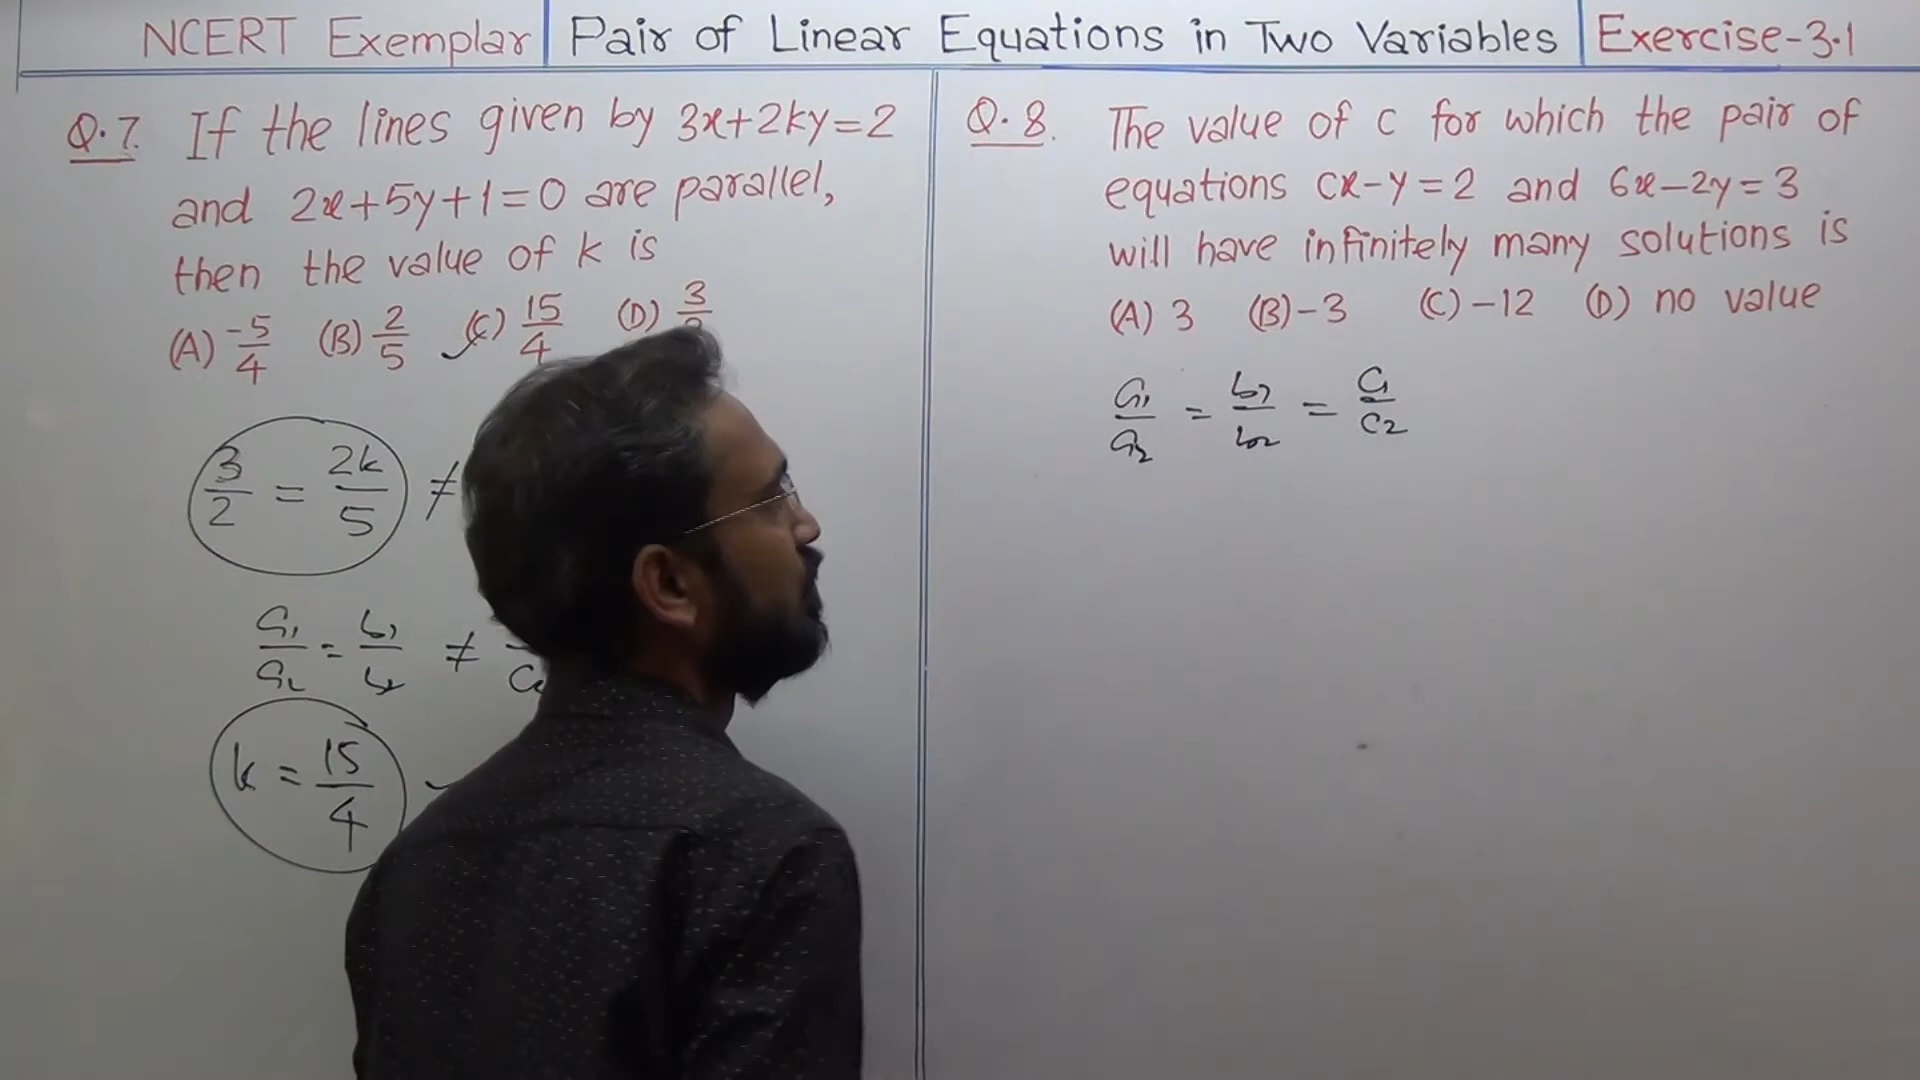 NCERT Exemplar | Pair of Linear Equations in Two Variables | Exercise-3.1
Q.7. If the lines given by 3x+2ky=2
and 2x+5y+1=0 are parallel,
then the value of k is
(A) -5/4 (B) 2/5 (C) 15/4 (D) 3/
3/2 = 2k/5 ≠
a₁/a₂ = b₁/b₂ ≠
k = 15/4
Q.8. The value of c for which the pair of
equations cx-y=2 and 6x-2y=3
will have infinitely many solutions is
(A) 3 (B) -3 (C) -12 (D) no value
a₁/a₂ = b₁/b₂ = c₁/c₂